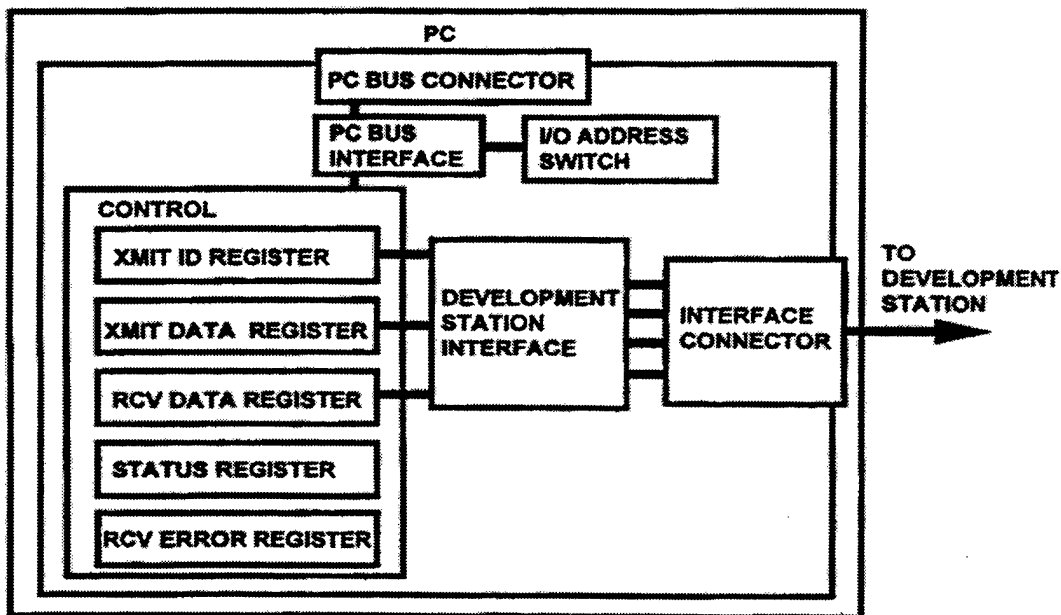 PC
PC BUS CONNECTOR
PC BUS
INTERFACE
I/O ADDRESS
SWITCH
CONTROL
XMIT ID REGISTER
XMIT DATA REGISTER
RCV DATA REGISTER
STATUS REGISTER
RCV ERROR REGISTER
DEVELOPMENT
STATION
INTERFACE
INTERFACE
CONNECTOR
TO
DEVELOPMENT
STATION